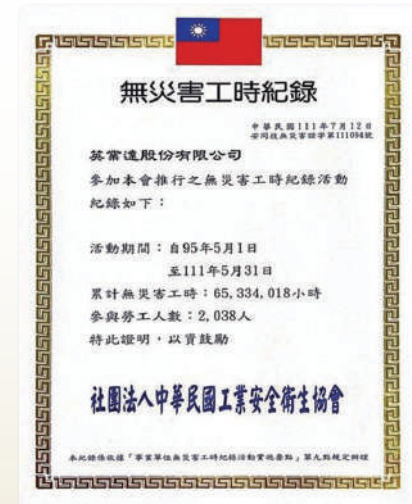 無災害工時紀錄
中華民國111年7月12日
安同技無災害證字第111094號
英業達股份有限公司
參加本會推行之無災害工時紀錄活動
紀錄如下：
活動期間：自95年5月1日
至111年5月31日
累計無災害工時：65,334,018小時
參與勞工人數：2,038人
特此證明，以資鼓勵
社團法人中華民國工業安全衛生協會
本紀錄係依據「事業單位無災害工時紀錄活動實施要點」第九點規定辦理